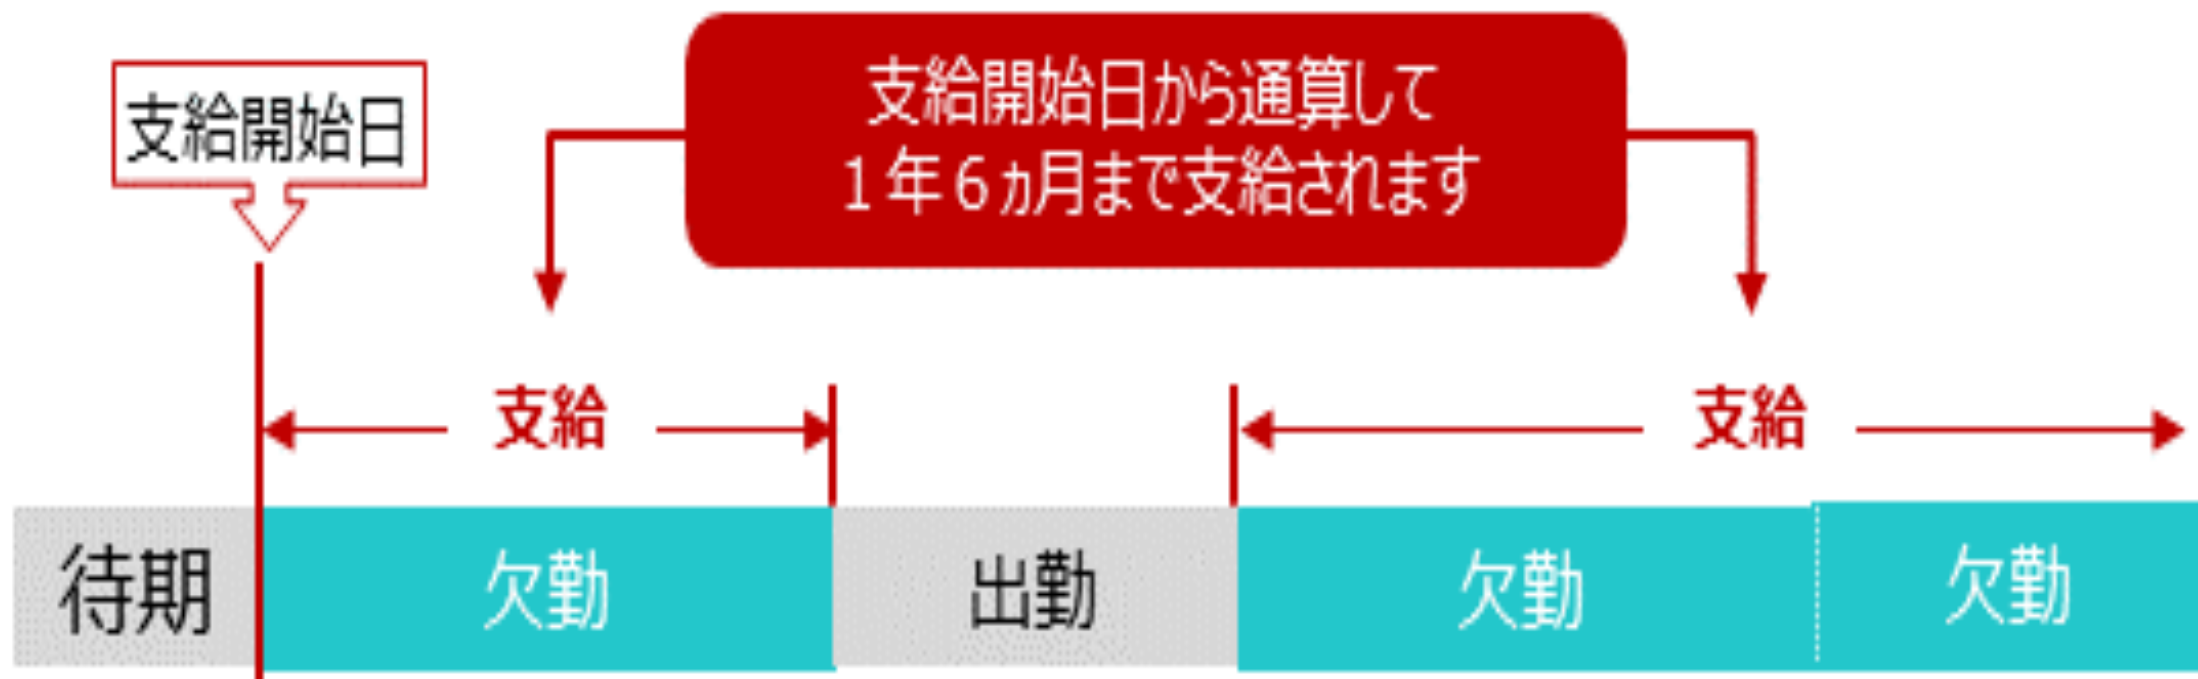 支給開始日
支給開始日から通算して
１年６ヵ月まで支給されます
支給
支給
待期
欠勤
出勤
欠勤
欠勤